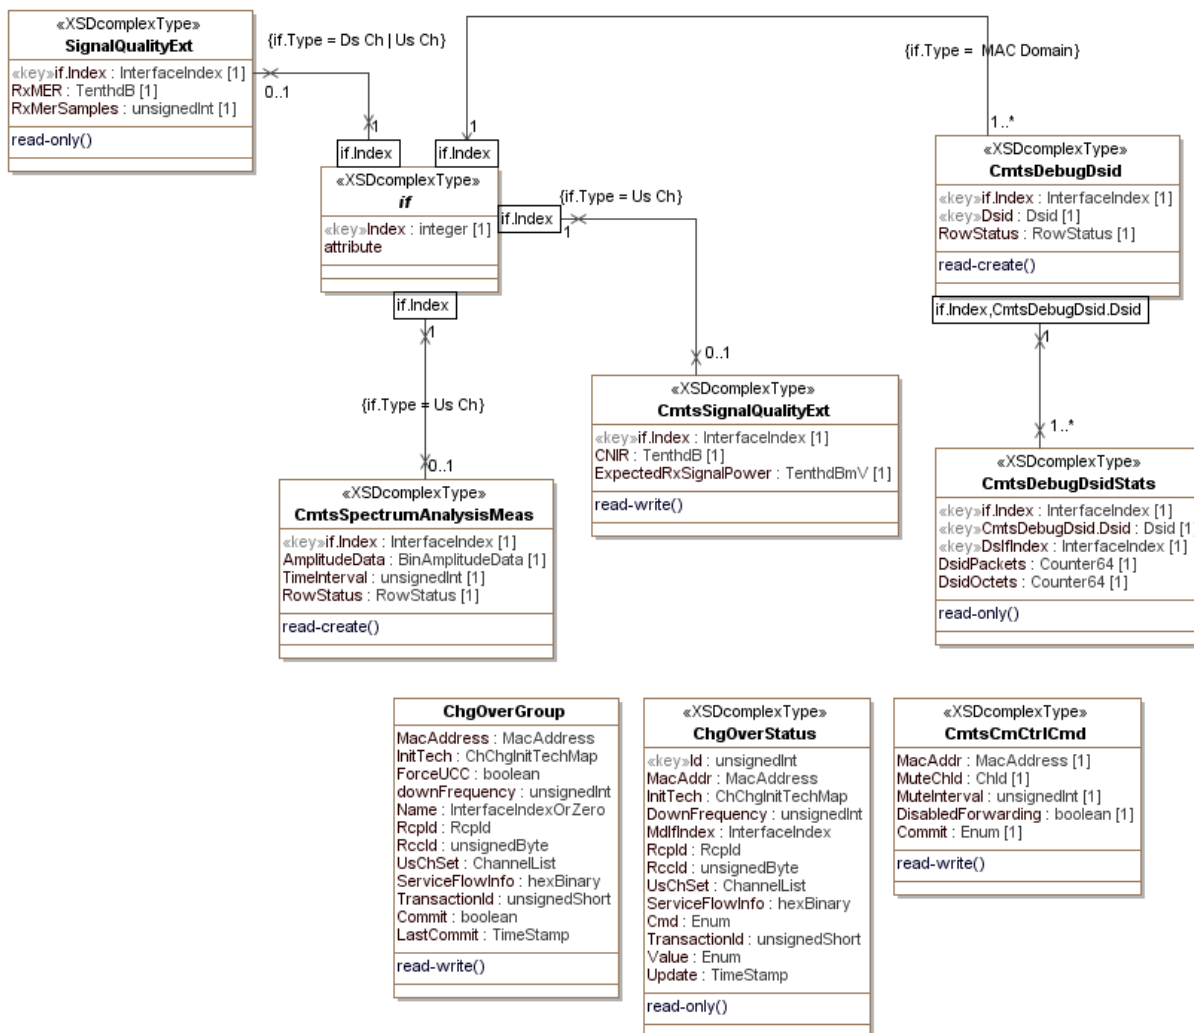 «XSDcomplexType»
SignalQualityExt
«key»if.Index : InterfaceIndex [1]
RxMER : TenthdB [1]
RxMerSamples : unsignedInt [1]
read-only()
{if.Type = Ds Ch | Us Ch}
0..1
1
if.Index
{if.Type = MAC Domain}
1
1..*
if.Index
«XSDcomplexType»
if
«key»Index : integer [1]
attribute
{if.Type = Us Ch}
if.Index
1
0..1
«XSDcomplexType»
CmtsDebugDsid
«key»if.Index : InterfaceIndex [1]
«key»Dsid : Dsid [1]
RowStatus : RowStatus [1]
read-create()
if.Index,CmtsDebugDsid.Dsid
1
1..*
if.Index
1
{if.Type = Us Ch}
0..1
«XSDcomplexType»
CmtsSignalQualityExt
«key»if.Index : InterfaceIndex [1]
CNIR : TenthdB [1]
ExpectedRxSignalPower : TenthdBmV [1]
read-write()
«XSDcomplexType»
CmtsDebugDsidStats
«key»if.Index : InterfaceIndex [1]
«key»CmtsDebugDsid.Dsid : Dsid [1]
«key»DsIfIndex : InterfaceIndex [1]
DsidPackets : Counter64 [1]
DsidOctets : Counter64 [1]
read-only()
«XSDcomplexType»
CmtsSpectrumAnalysisMeas
«key»if.Index : InterfaceIndex [1]
AmplitudeData : BinAmplitudeData [1]
TimeInterval : unsignedInt [1]
RowStatus : RowStatus [1]
read-create()
ChgOverGroup
MacAddress : MacAddress
InitTech : ChChgInitTechMap
ForceUCC : boolean
downFrequency : unsignedInt
Name : InterfaceIndexOrZero
RcpId : RcpId
RccId : unsignedByte
UsChSet : ChannelList
ServiceFlowInfo : hexBinary
TransactionId : unsignedShort
Commit : boolean
LastCommit : TimeStamp
read-write()
«XSDcomplexType»
ChgOverStatus
«key»Id : unsignedInt
MacAddr : MacAddress
InitTech : ChChgInitTechMap
DownFrequency : unsignedInt
MdIfIndex : InterfaceIndex
RcpId : RcpId
RccId : unsignedByte
UsChSet : ChannelList
ServiceFlowInfo : hexBinary
Cmd : Enum
TransactionId : unsignedShort
Value : Enum
Update : TimeStamp
read-only()
«XSDcomplexType»
CmtsCmCtrlCmd
MacAddr : MacAddress [1]
MuteChId : ChId [1]
MuteInterval : unsignedInt [1]
DisabledForwarding : boolean [1]
Commit : Enum [1]
read-write()